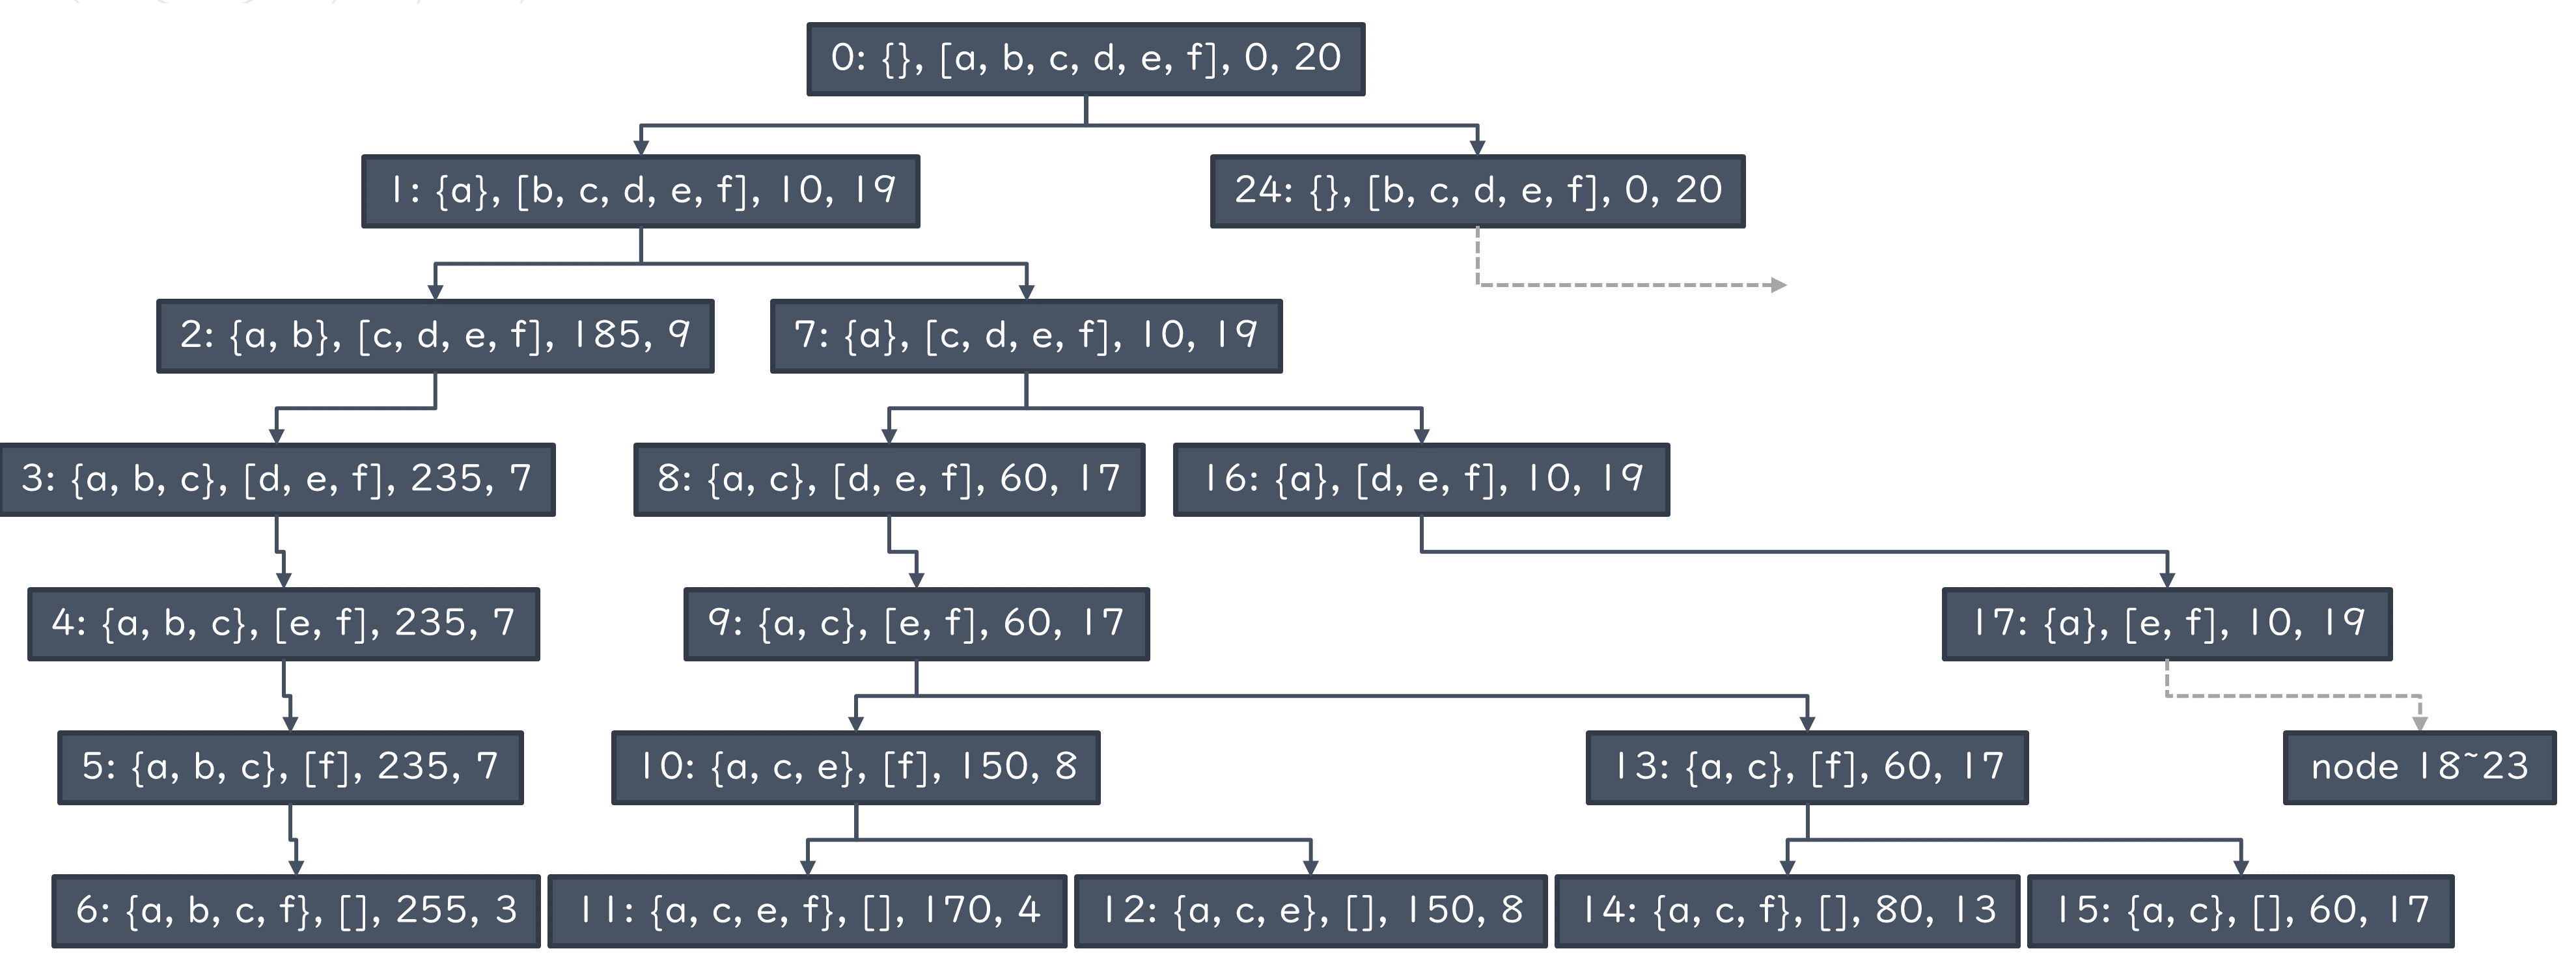 0: {}, [a, b, c, d, e, f], 0, 20
1: {a}, [b, c, d, e, f], 10, 19
24: {}, [b, c, d, e, f], 0, 20
2: {a, b}, [c, d, e, f], 185, 9
7: {a}, [c, d, e, f], 10, 19
3: {a, b, c}, [d, e, f], 235, 7
8: {a, c}, [d, e, f], 60, 17
16: {a}, [d, e, f], 10, 19
4: {a, b, c}, [e, f], 235, 7
9: {a, c}, [e, f], 60, 17
17: {a}, [e, f], 10, 19
5: {a, b, c}, [f], 235, 7
10: {a, c, e}, [f], 150, 8
13: {a, c}, [f], 60, 17
node 18~23
6: {a, b, c, f}, [], 255, 3
11: {a, c, e, f}, [], 170, 4
12: {a, c, e}, [], 150, 8
14: {a, c, f}, [], 80, 13
15: {a, c}, [], 60, 17